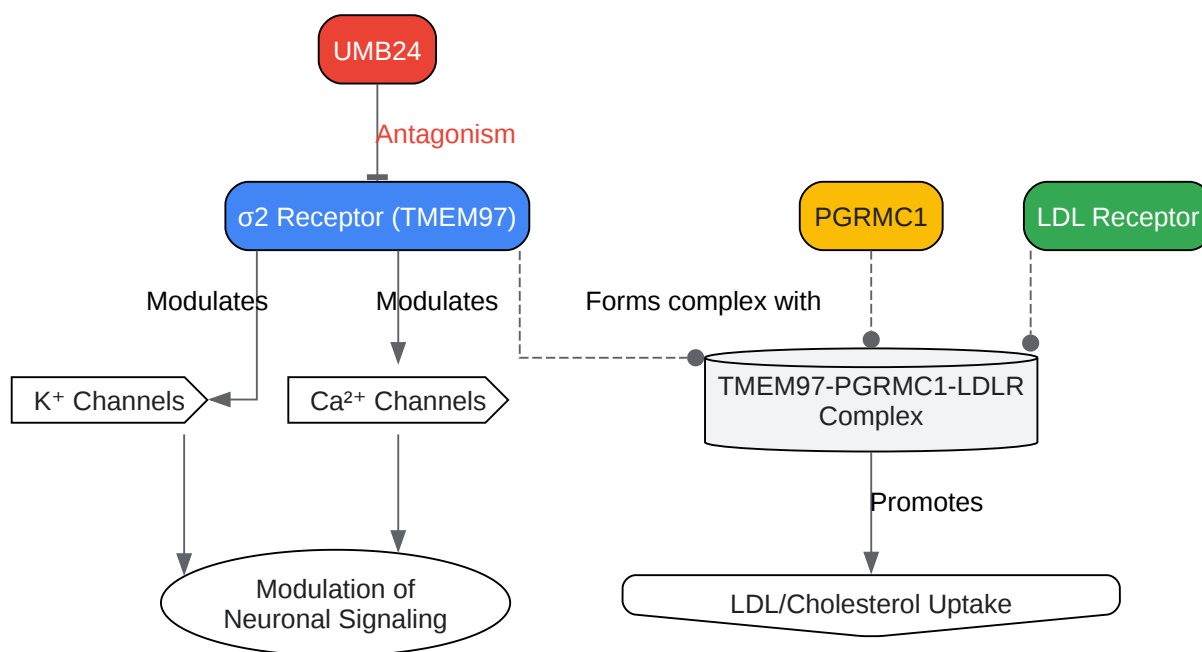 UMB24
Antagonism
σ2 Receptor (TMEM97)
PGRMC1
LDL Receptor
Modulates
Modulates
Forms complex with
K⁺ Channels
Ca²⁺ Channels
TMEM97-PGRMC1-LDLR
Complex
Promotes
Modulation of
Neuronal Signaling
LDL/Cholesterol Uptake